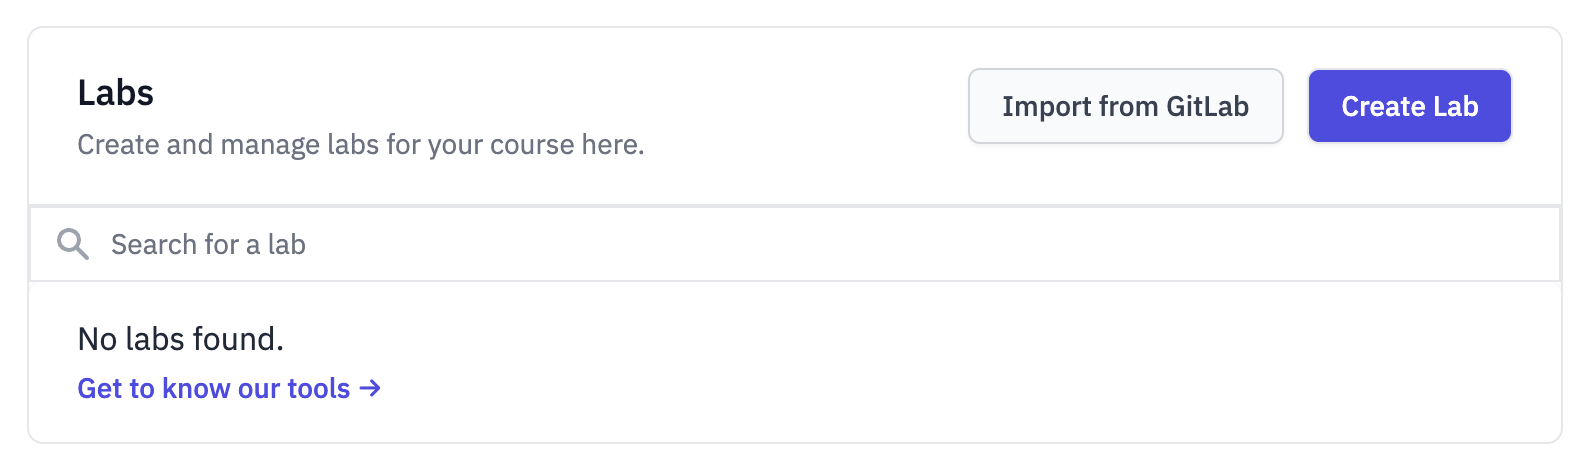 Labs
Create and manage labs for your course here.
Import from GitLab
Create Lab
Search for a lab
No labs found.
Get to know our tools →